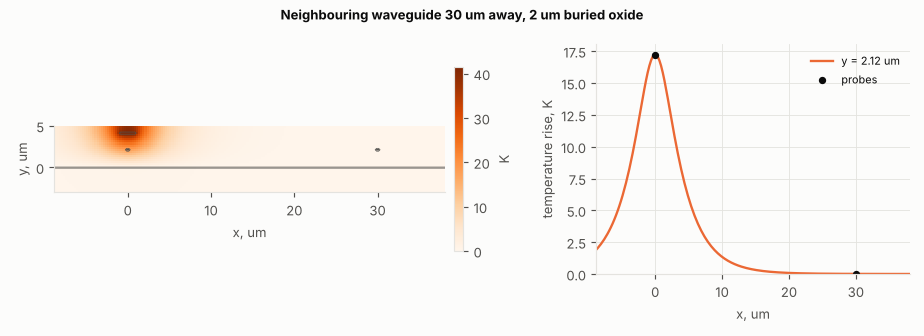 Neighbouring waveguide 30 um away, 2 um buried oxide
5
0
y, um
0
10
20
30
x, um
40
30
20
10
0
K
17.5
15.0
12.5
10.0
7.5
5.0
2.5
0.0
temperature rise, K
0
10
20
30
x, um
y = 2.12 um
probes